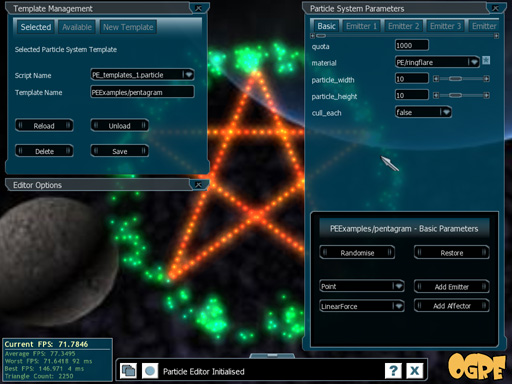 Template Management
Selected Available New Template
Selected Particle System Template
Script Name PE_templates_1.particle
Template Name PEExamples/pentagram
Reload Unload
Delete Save
Editor Options
Particle System Parameters
Basic Emitter 1 Emitter 2 Emitter 3 Emitter
quota 1000
material PE/ringflare
particle_width 10
particle_height 10
cull_each false
PEExamples/pentagram - Basic Parameters
Randomise Restore
Point Add Emitter
LinearForce Add Affector
Current FPS: 71.7846
Average FPS: 77.3495
Worst FPS: 71.6418 92 ms
Best FPS: 146.971 4 ms
Triangle Count: 2250
Particle Editor Initialised
? X
OGRE